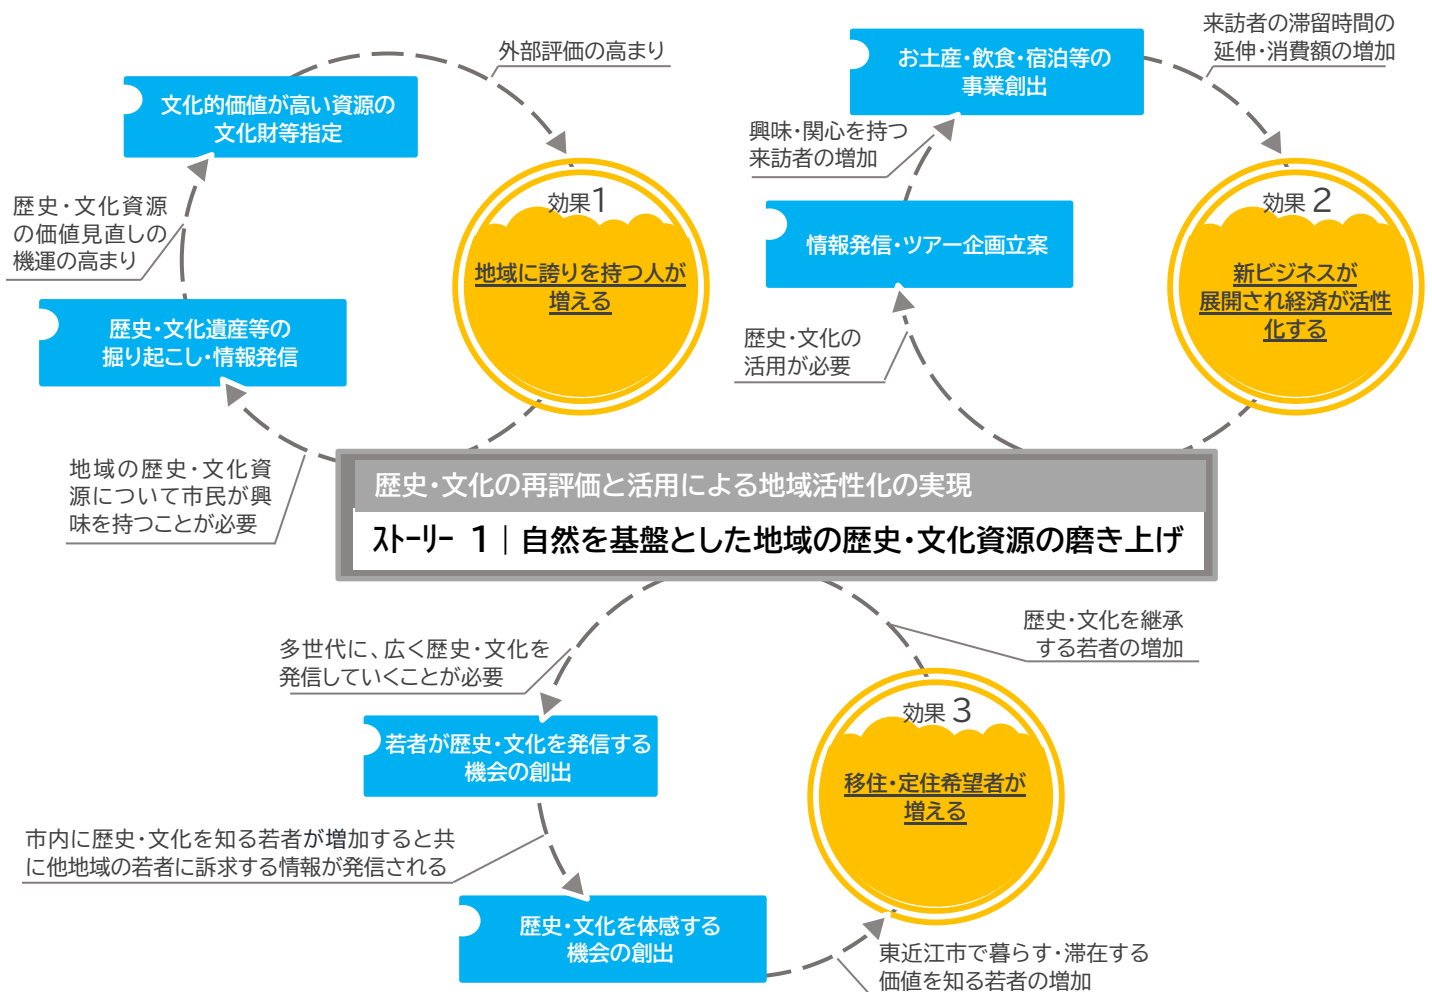 外部評価の高まり
文化的価値が高い資源の
文化財等指定
歴史・文化資源
の価値見直しの
機運の高まり
歴史・文化遺産等の
掘り起こし・情報発信
地域の歴史・文化資
源について市民が興
味を持つことが必要
効果1
地域に誇りを持つ人が
増える
来訪者の滞留時間の
延伸・消費額の増加
お土産・飲食・宿泊等の
事業創出
興味・関心を持つ
来訪者の増加
情報発信・ツアー企画立案
歴史・文化の
活用が必要
効果 2
新ビジネスが
展開され経済が活性
化する
歴史・文化の再評価と活用による地域活性化の実現
ｽﾄｰﾘｰ 1｜自然を基盤とした地域の歴史・文化資源の磨き上げ
多世代に、広く歴史・文化を
発信していくことが必要
若者が歴史・文化を発信する
機会の創出
市内に歴史・文化を知る若者が増加すると共
に他地域の若者に訴求する情報が発信される
歴史・文化を体感する
機会の創出
東近江市で暮らす・滞在する
価値を知る若者の増加
効果 3
移住・定住希望者が
増える
歴史・文化を継承
する若者の増加